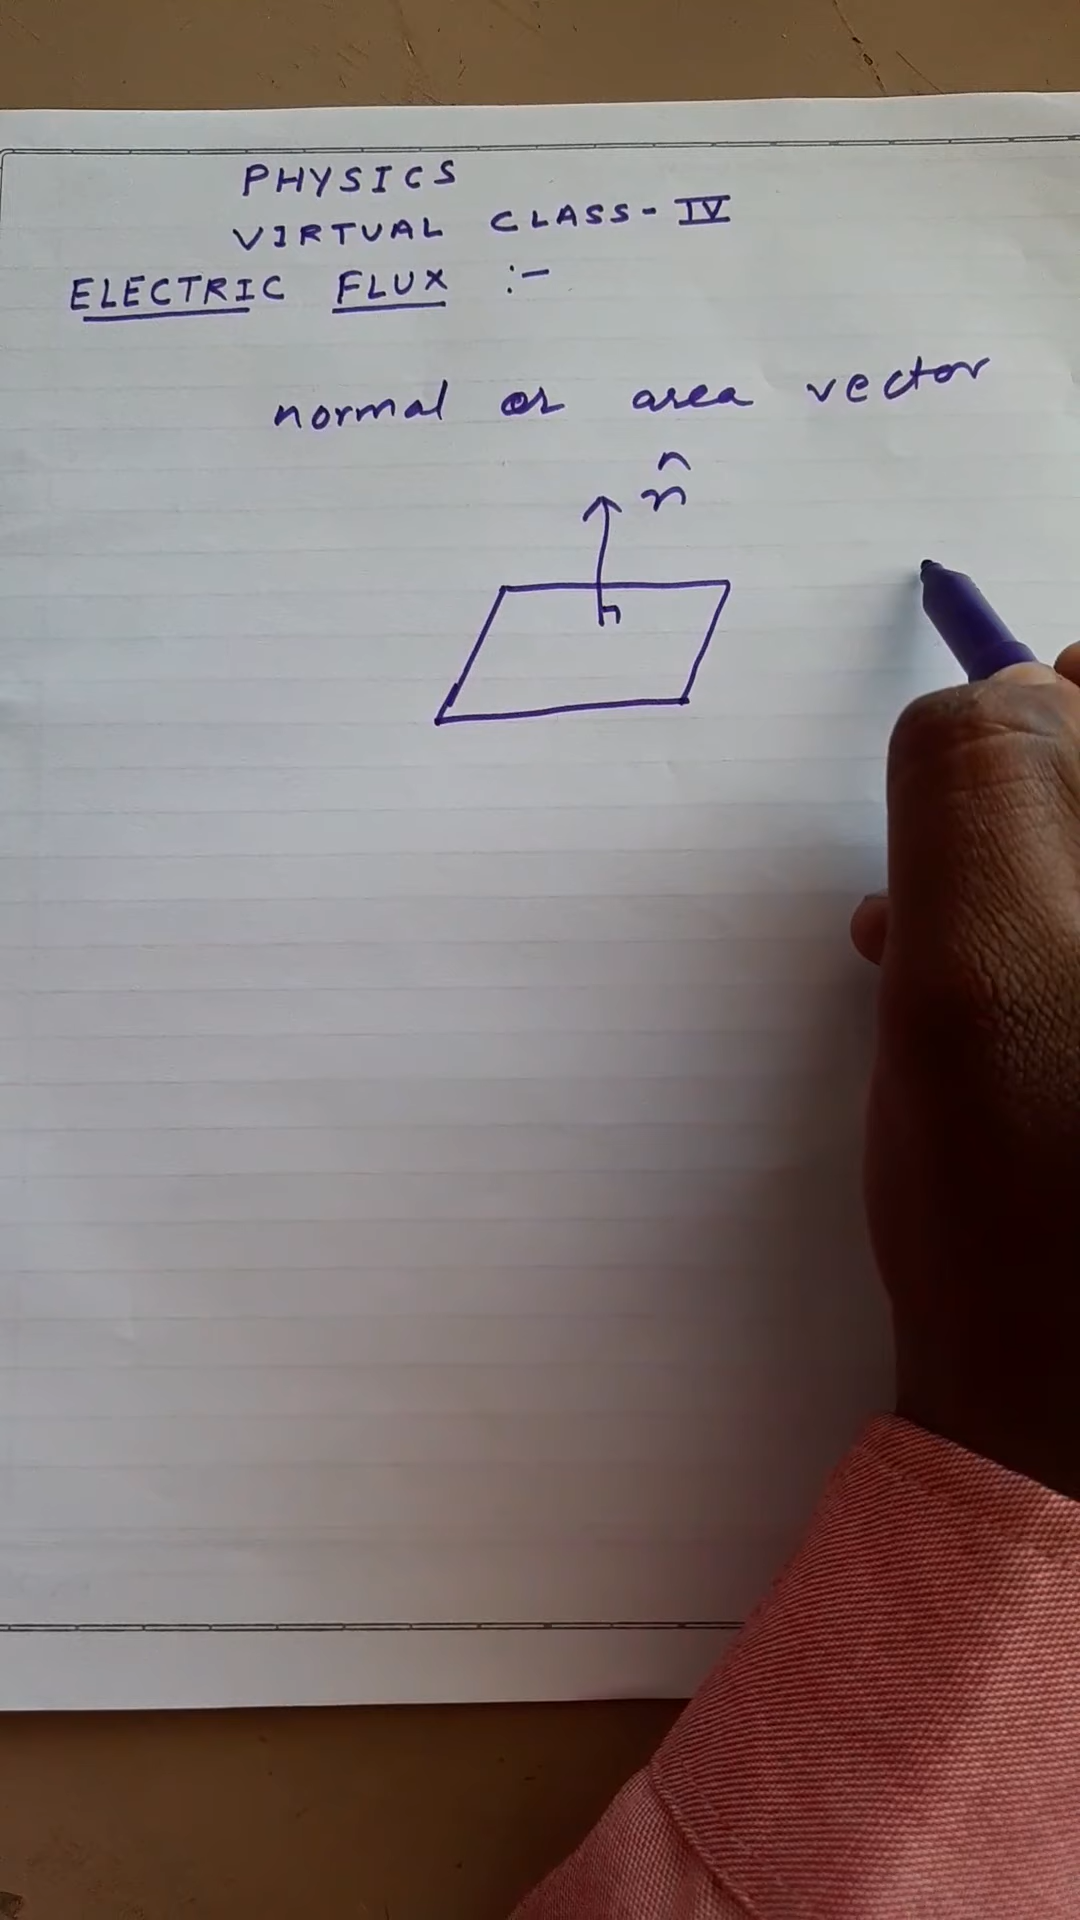 PHYSICS
VIRTUAL CLASS-IV
ELECTRIC FLUX :-
normal or area vector
n̂